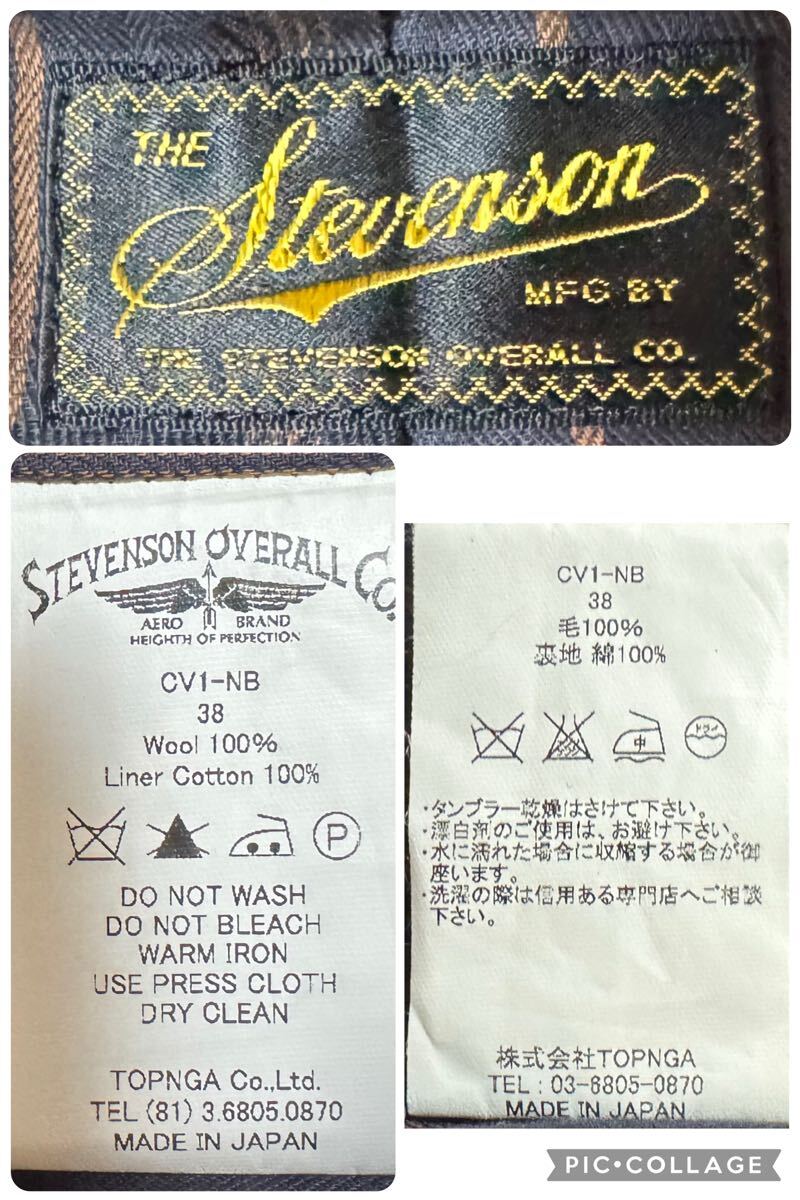 THE
Stevenson
MFG BY
THE STEVENSON OVERALL CO.
STEVENSON OVERALL Co.
AERO BRAND
HEIGHTH OF PERFECTION
CV1-NB
38
Wool 100%
Liner Cotton 100%
P
DO NOT WASH
DO NOT BLEACH
WARM IRON
USE PRESS CLOTH
DRY CLEAN
TOPNGA Co.,Ltd.
TEL (81) 3.6805.0870
MADE IN JAPAN
CV1-NB
38
毛100%
裏地 綿100%
中 ドライ
・タンブラー乾燥はさけて下さい。
・漂白剤のご使用は、お避け下さい。
・水に濡れた場合に収縮する場合が御
座います。
・洗濯の際は信用ある専門店へご相談
下さい。
株式会社TOPNGA
TEL : 03-6805-0870
MADE IN JAPAN
PIC•COLLAGE